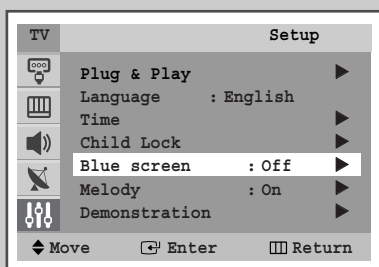 TV Setup
Plug & Play
Language : English
Time
Child Lock
Blue screen : Off
Melody : On
Demonstration
Move Enter Return